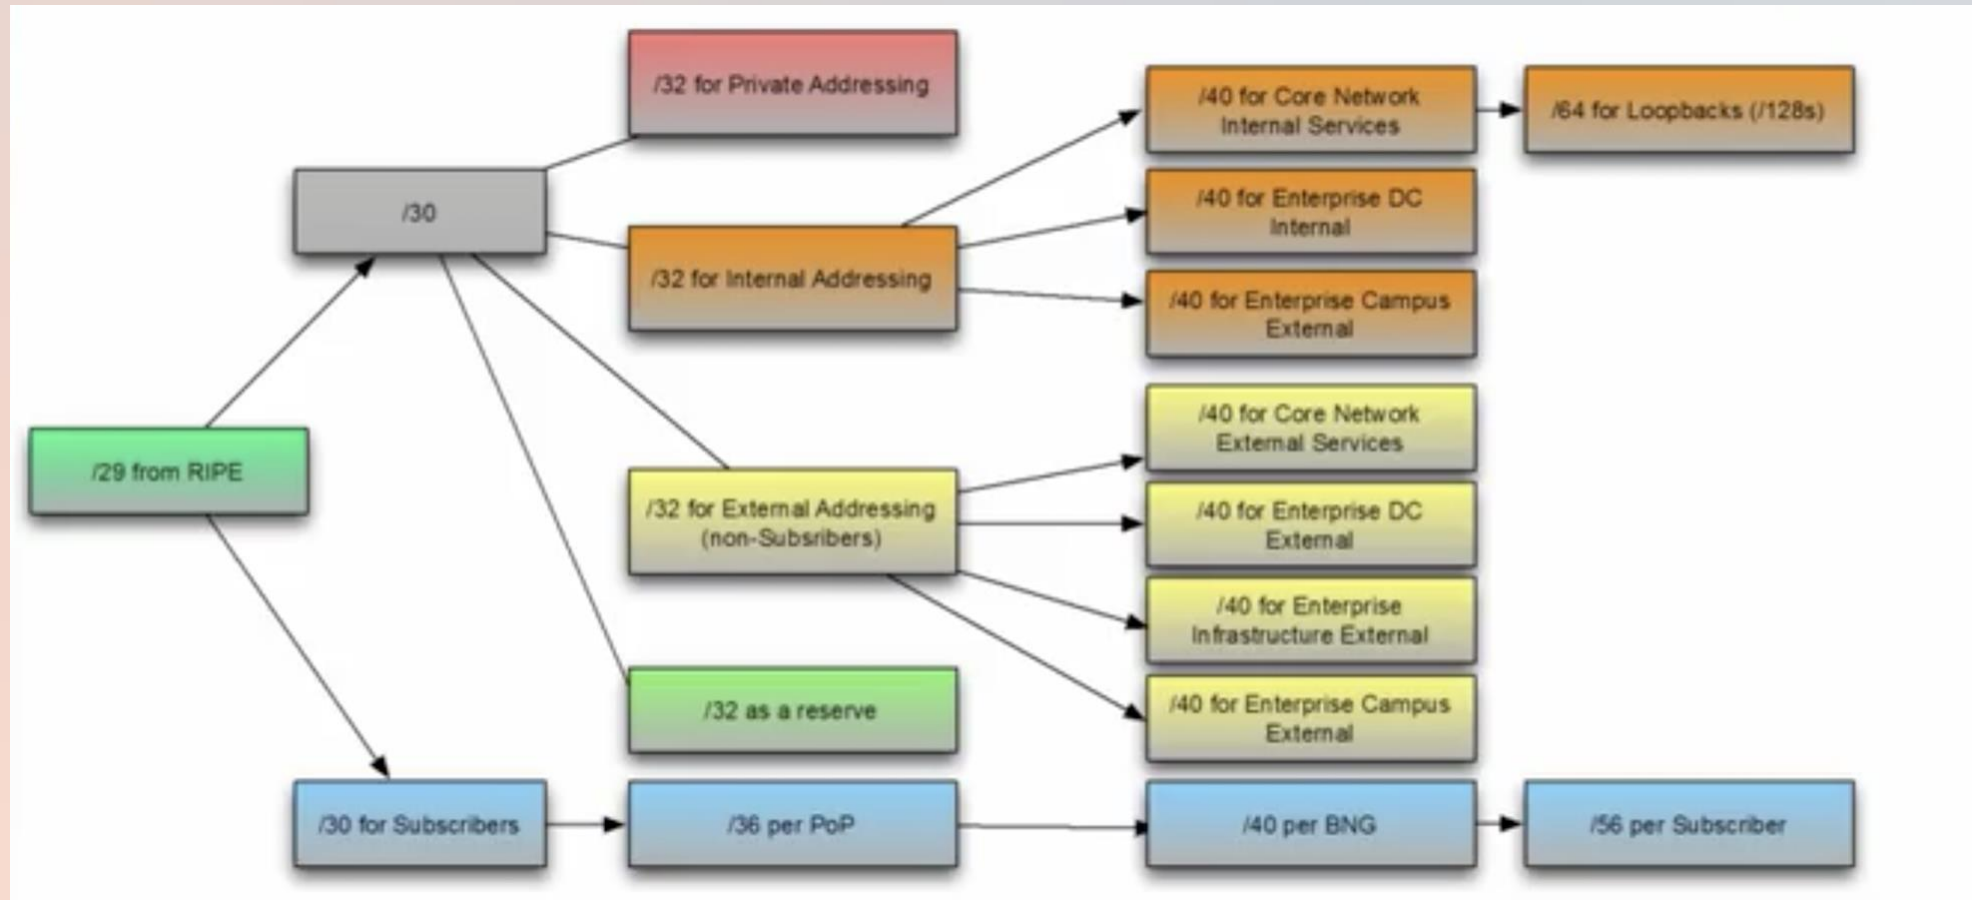 /32 for Private Addressing
/40 for Core Network
Internal Services
/64 for Loopbacks (/128s)
/30
/40 for Enterprise DC
Internal
/32 for Internal Addressing
/40 for Enterprise Campus
External
/29 from RIPE
/40 for Core Network
External Services
/32 for External Addressing
(non-Subsribers)
/40 for Enterprise DC
External
/40 for Enterprise
Infrastructure External
/32 as a reserve
/40 for Enterprise Campus
External
/30 for Subscribers
/36 per PoP
/40 per BNG
/56 per Subscriber